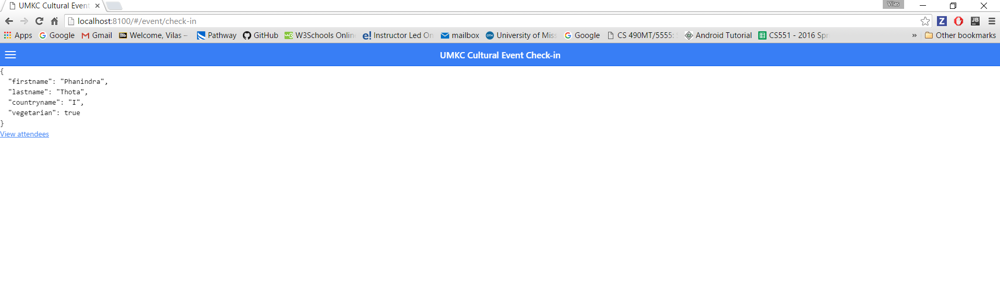 UMKC Cultural Event
Vilas
localhost:8100/#/event/check-in
Apps Google Gmail Bb Welcome, Vilas – Pathway GitHub W3Schools Onlin e! Instructor Led On mailbox University of Miss Google CS 490MT/5555: S Android Tutorial CS551 - 2016 Spr » Other bookmarks
UMKC Cultural Event Check-in
{
"firstname": "Phanindra",
"lastname": "Thota",
"countryname": "I",
"vegetarian": true
}
View attendees